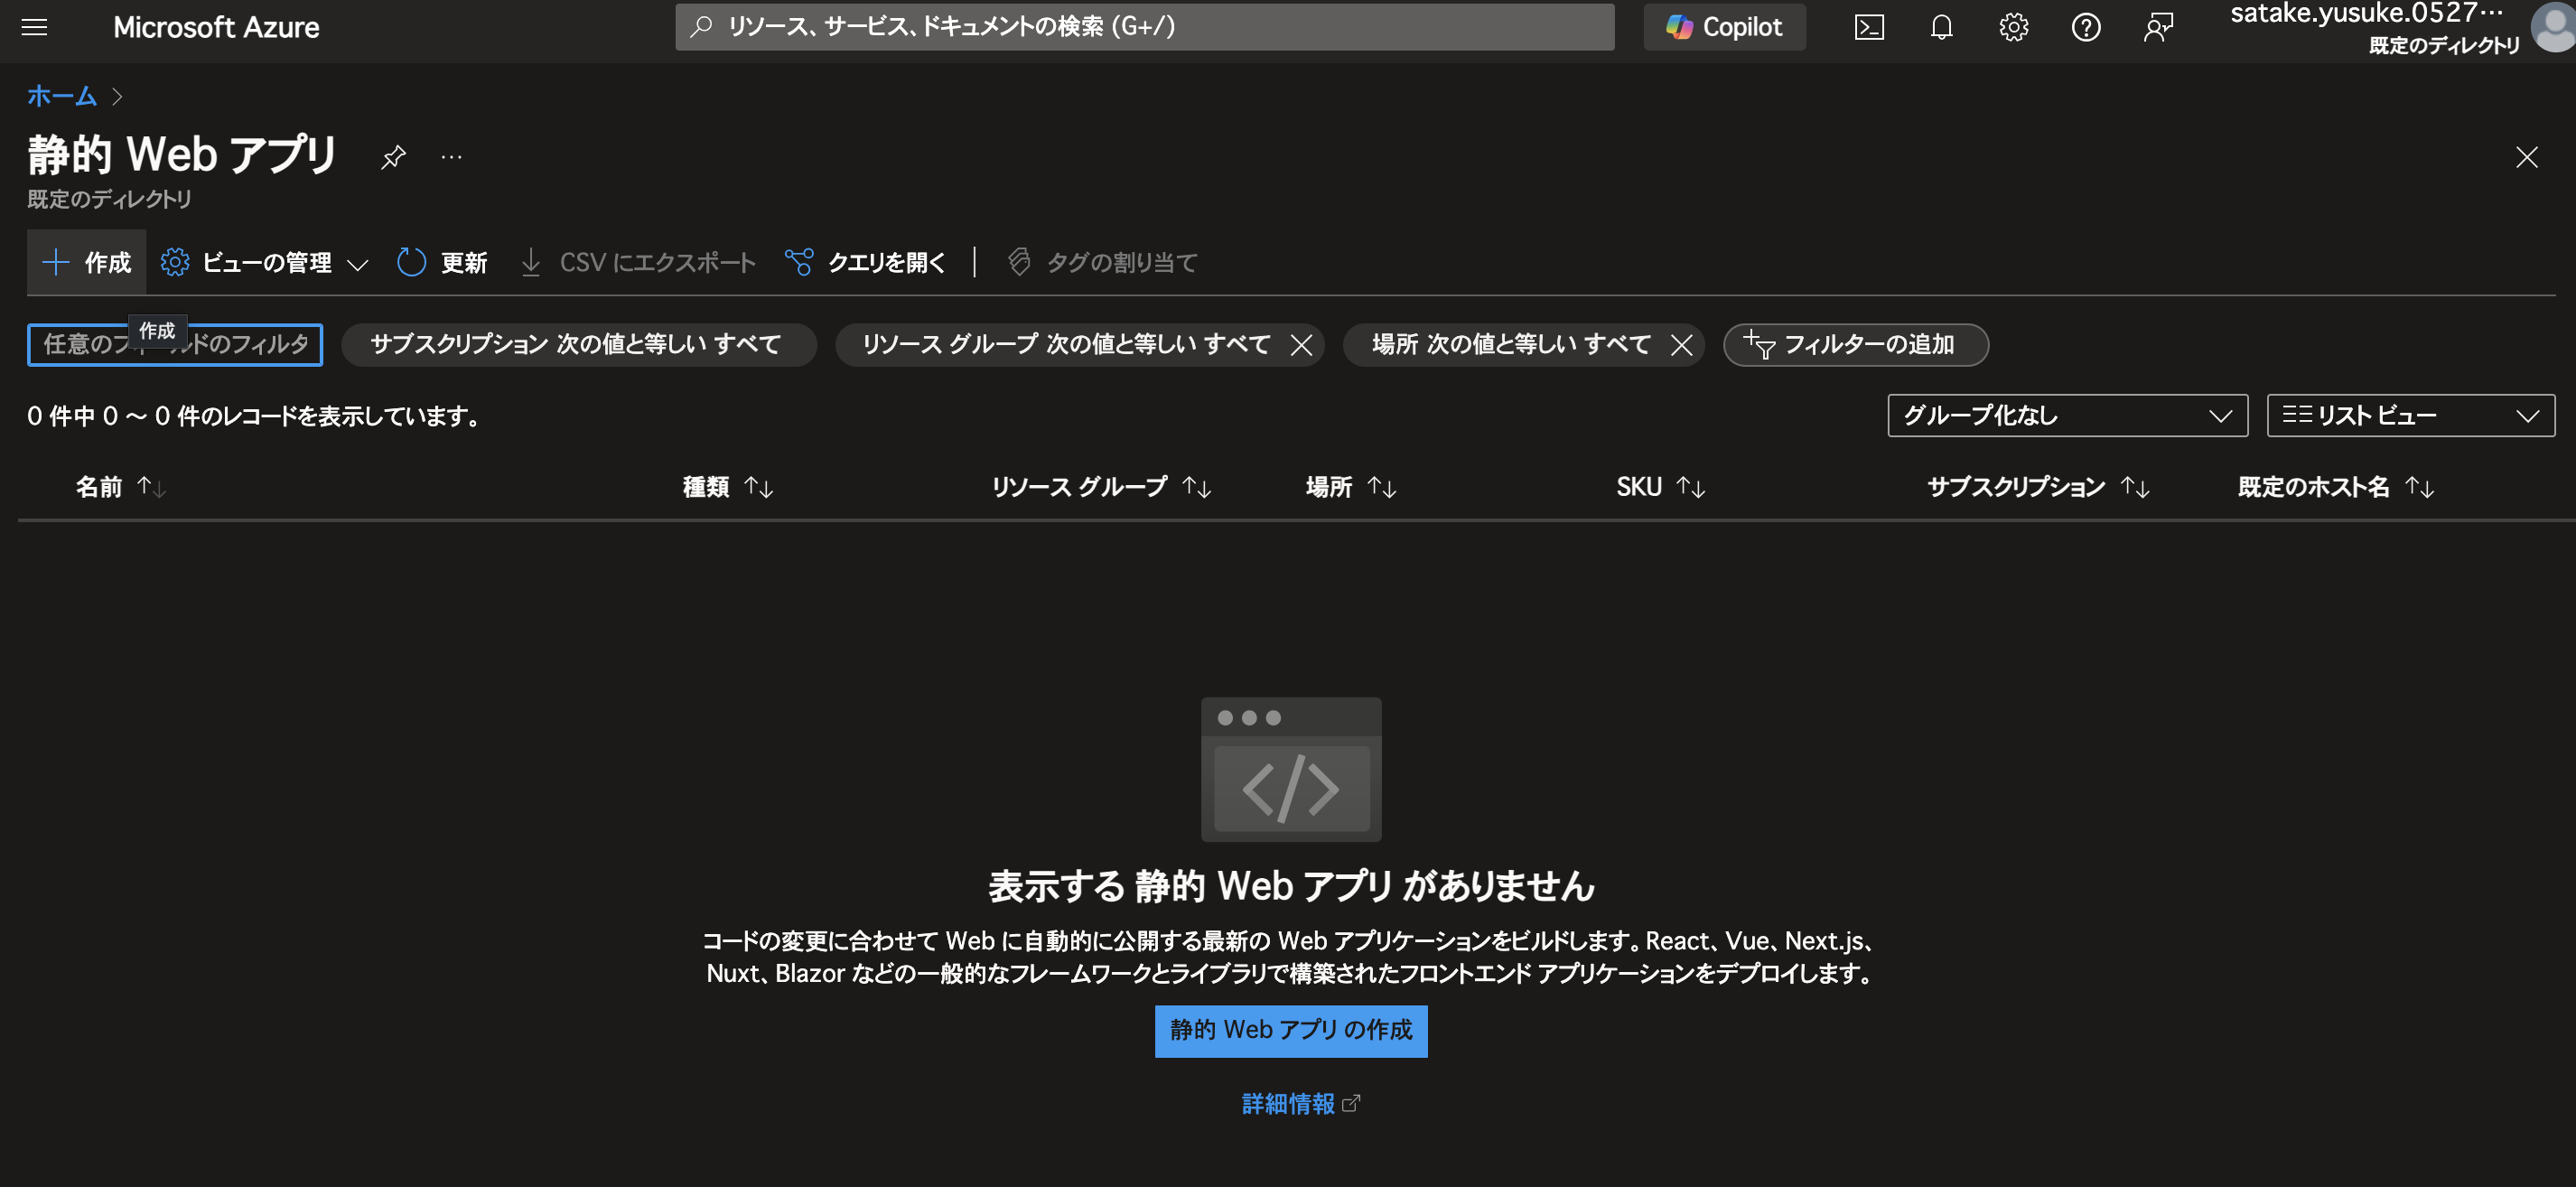 Microsoft Azure
リソース、サービス、ドキュメントの検索 (G+/)
Copilot
satake.yusuke.0527…
既定のディレクトリ
ホーム
静的 Web アプリ
既定のディレクトリ
作成
ビューの管理
更新
CSV にエクスポート
クエリを開く
タグの割り当て
作成
サブスクリプション 次の値と等しい すべて
リソース グループ 次の値と等しい すべて
場所 次の値と等しい すべて
フィルターの追加
0 件中 0 ～ 0 件のレコードを表示しています。
グループ化なし
リスト ビュー
名前
種類
リソース グループ
場所
SKU
サブスクリプション
既定のホスト名
表示する 静的 Web アプリ がありません
コードの変更に合わせて Web に自動的に公開する最新の Web アプリケーションをビルドします。React、Vue、Next.js、
Nuxt、Blazor などの一般的なフレームワークとライブラリで構築されたフロントエンド アプリケーションをデプロイします。
静的 Web アプリ の作成
詳細情報